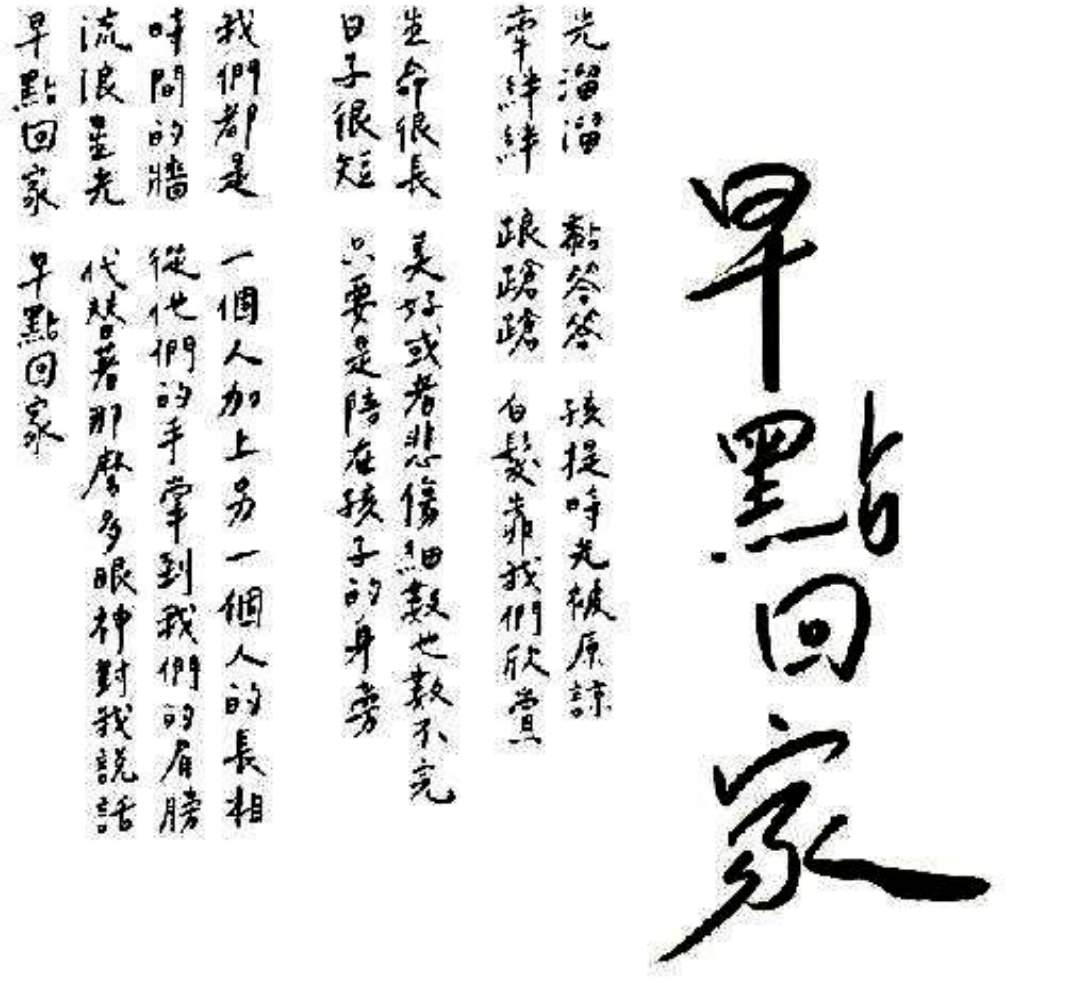 早點回家
光溜溜 黏答答 孩提時光被原諒
牽絆絆 踉蹌蹌 白髮靠我們欣賞
生命很長 美好或者悲傷細數也數不完
日子很短 只要是陪在孩子的身旁
我們都是 一個人加上另一個人的長相
時間的牆 從他們的手掌到我們的肩膀
流浪星光 代替著那麼多眼神對我說話
早點回家 早點回家